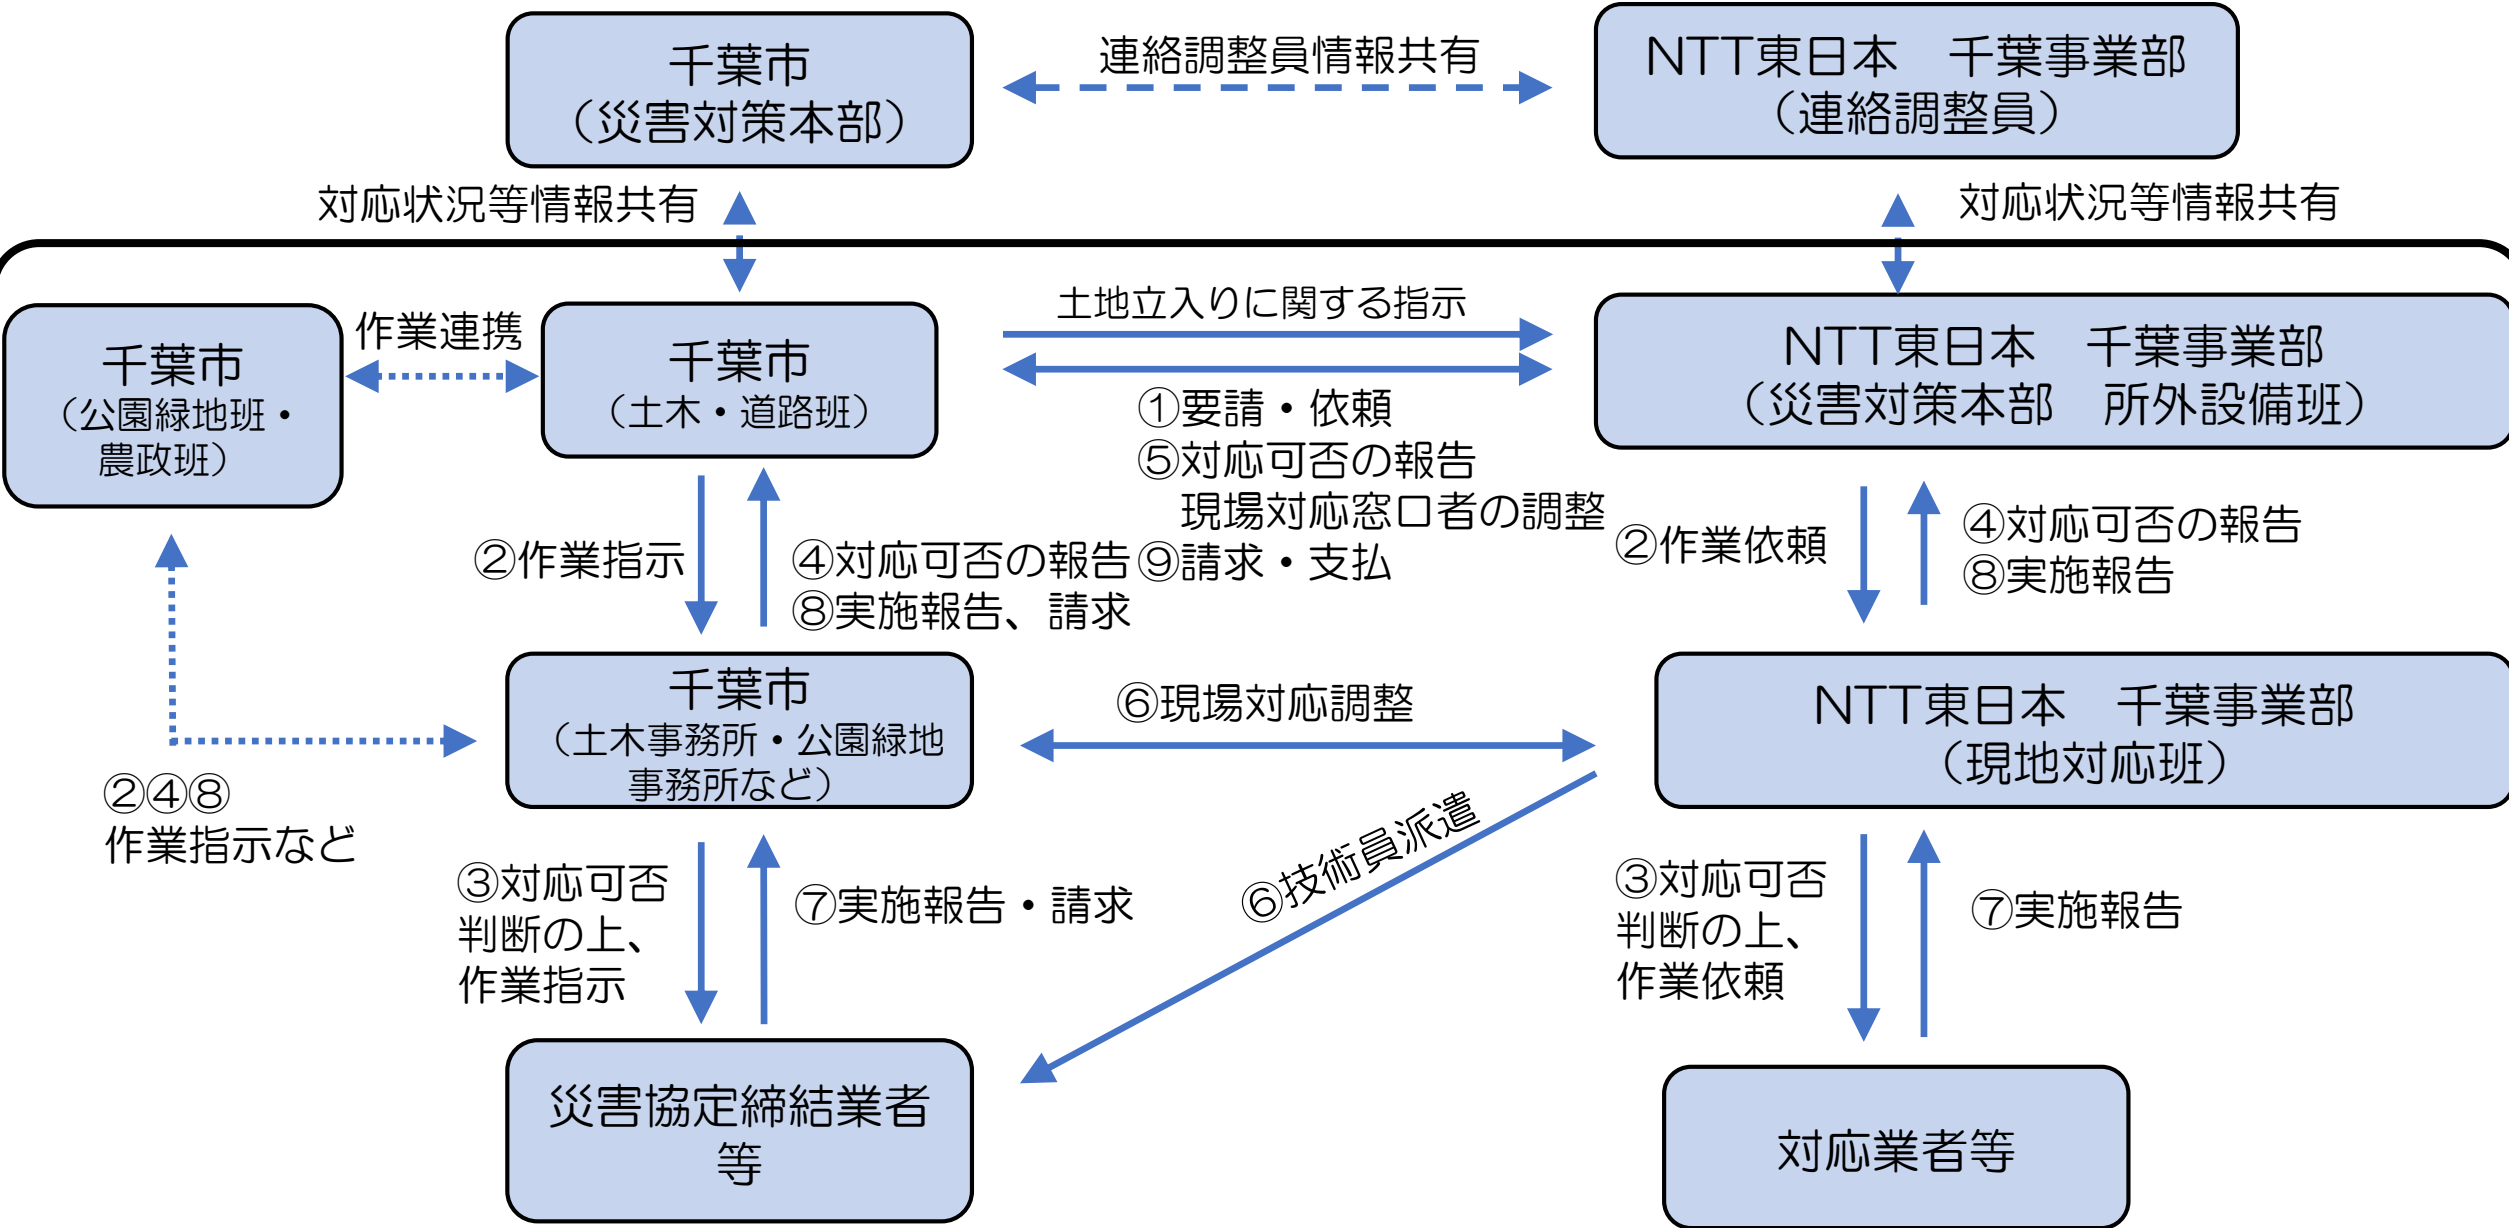 千葉市
（災害対策本部）
連絡調整員情報共有
NTT東日本　千葉事業部
（連絡調整員）
対応状況等情報共有
対応状況等情報共有
千葉市
（公園緑地班・
農政班）
作業連携
千葉市
（土木・道路班）
土地立入りに関する指示
①要請・依頼
⑤対応可否の報告
現場対応窓口者の調整
⑨請求・支払
NTT東日本　千葉事業部
（災害対策本部　所外設備班）
②作業指示
④対応可否の報告
⑧実施報告、請求
②作業依頼
④対応可否の報告
⑧実施報告
千葉市
（土木事務所・公園緑地
事務所など）
⑥現場対応調整
NTT東日本　千葉事業部
（現地対応班）
②④⑧
作業指示など
③対応可否
判断の上、
作業指示
⑦実施報告・請求
⑥技術員派遣
③対応可否
判断の上、
作業依頼
⑦実施報告
災害協定締結業者
等
対応業者等